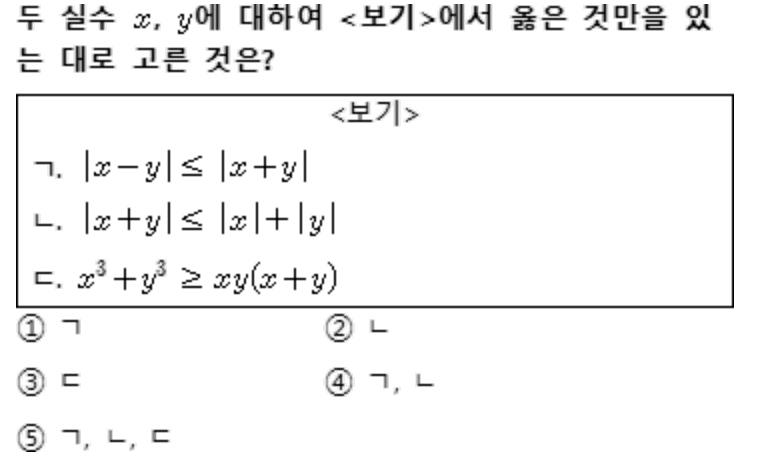 두 실수 x, y에 대하여 <보기>에서 옳은 것만을 있
는 대로 고른 것은?
<보기>
ㄱ. |x-y| ≤ |x+y|
ㄴ. |x+y| ≤ |x|+|y|
ㄷ. x³+y³ ≥ xy(x+y)
① ㄱ ② ㄴ
③ ㄷ ④ ㄱ, ㄴ
⑤ ㄱ, ㄴ, ㄷ